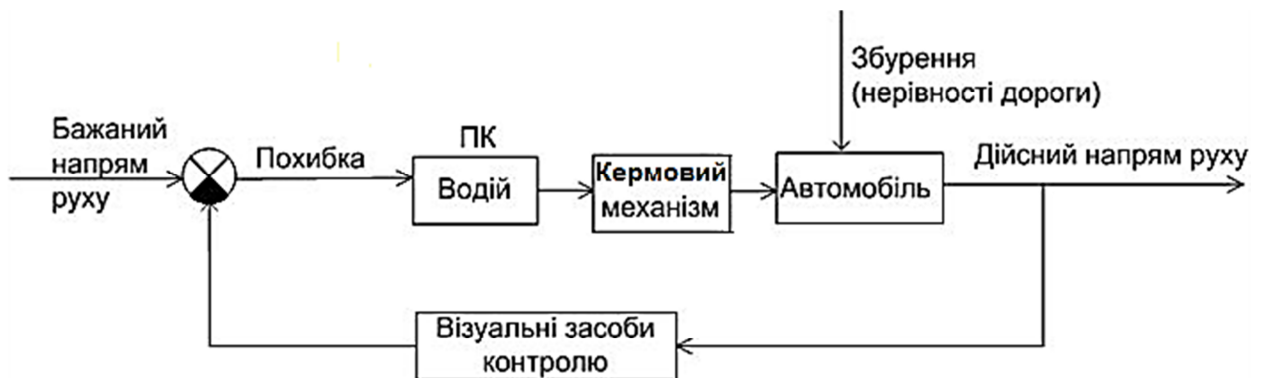 Збурення
(нерівності дороги)
Бажаний
напрям
руху
Похибка
ПК
Водій
Кермовий
механізм
Автомобіль
Дійсний напрям руху
Візуальні засоби
контролю